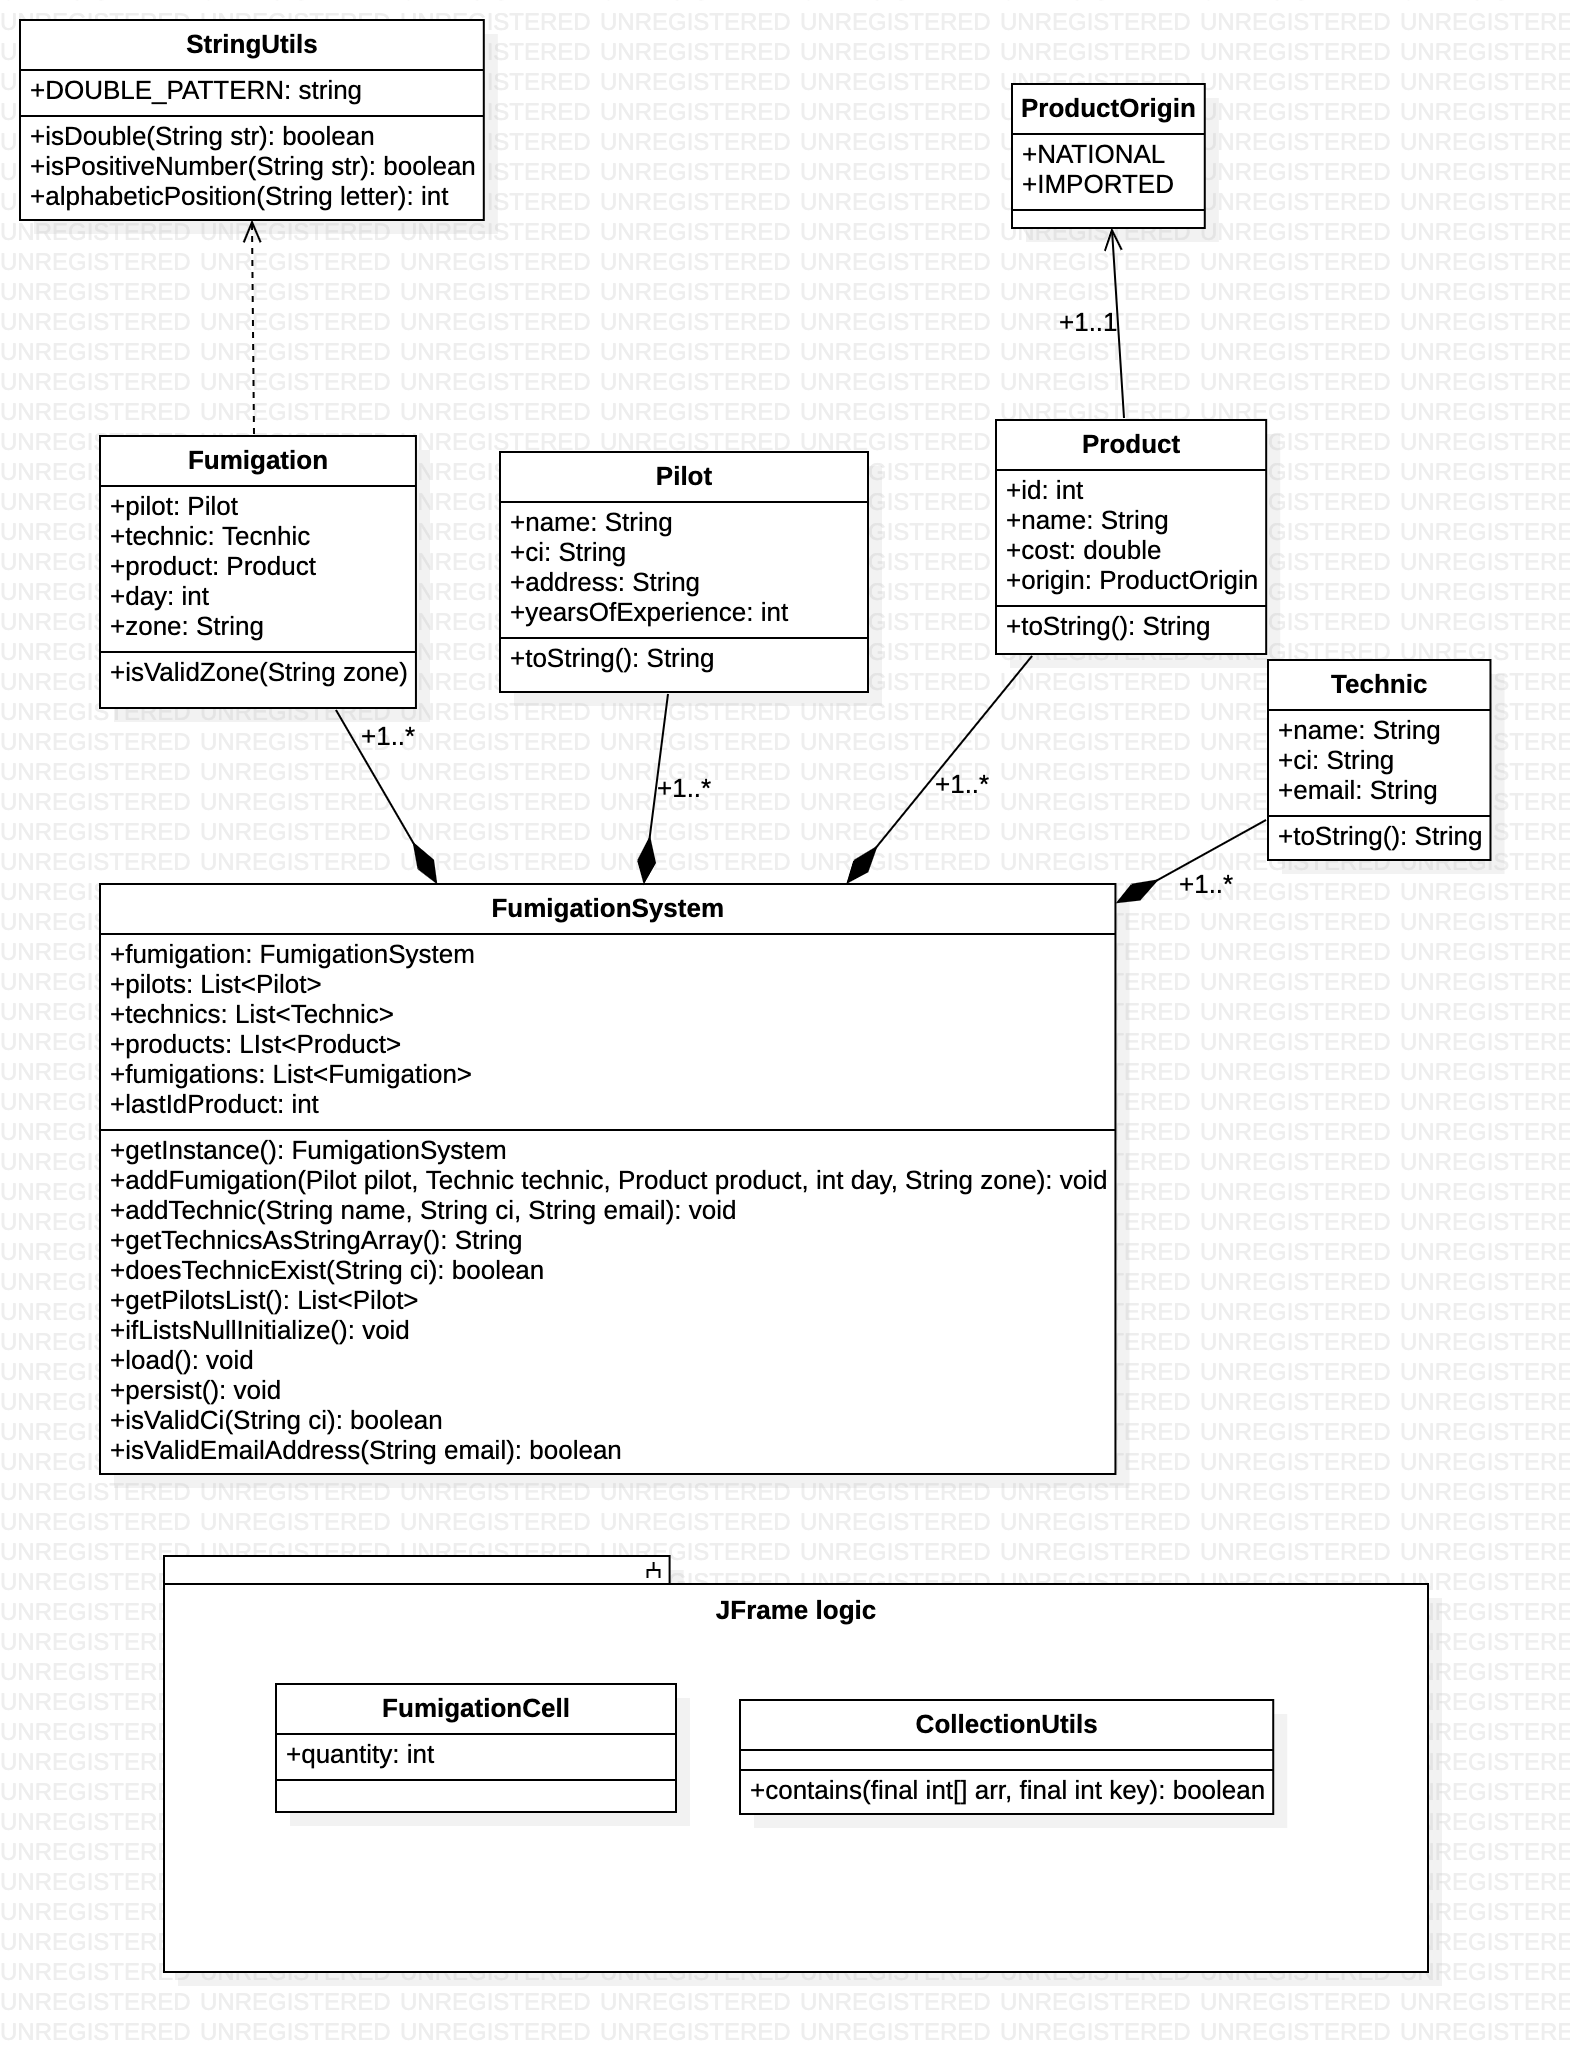 StringUtils
+DOUBLE_PATTERN: string
+isDouble(String str): boolean
+isPositiveNumber(String str): boolean
+alphabeticPosition(String letter): int
ProductOrigin
+NATIONAL
+IMPORTED
+1..1
Fumigation
+pilot: Pilot
+technic: Tecnhic
+product: Product
+day: int
+zone: String
+isValidZone(String zone)
Pilot
+name: String
+ci: String
+address: String
+yearsOfExperience: int
+toString(): String
Product
+id: int
+name: String
+cost: double
+origin: ProductOrigin
+toString(): String
Technic
+name: String
+ci: String
+email: String
+toString(): String
+1..*
+1..*
+1..*
+1..*
FumigationSystem
+fumigation: FumigationSystem
+pilots: List<Pilot>
+technics: List<Technic>
+products: LIst<Product>
+fumigations: List<Fumigation>
+lastIdProduct: int
+getInstance(): FumigationSystem
+addFumigation(Pilot pilot, Technic technic, Product product, int day, String zone): void
+addTechnic(String name, String ci, String email): void
+getTechnicsAsStringArray(): String
+doesTechnicExist(String ci): boolean
+getPilotsList(): List<Pilot>
+ifListsNullInitialize(): void
+load(): void
+persist(): void
+isValidCi(String ci): boolean
+isValidEmailAddress(String email): boolean
JFrame logic
FumigationCell
+quantity: int
CollectionUtils
+contains(final int[] arr, final int key): boolean
UNREGISTERED